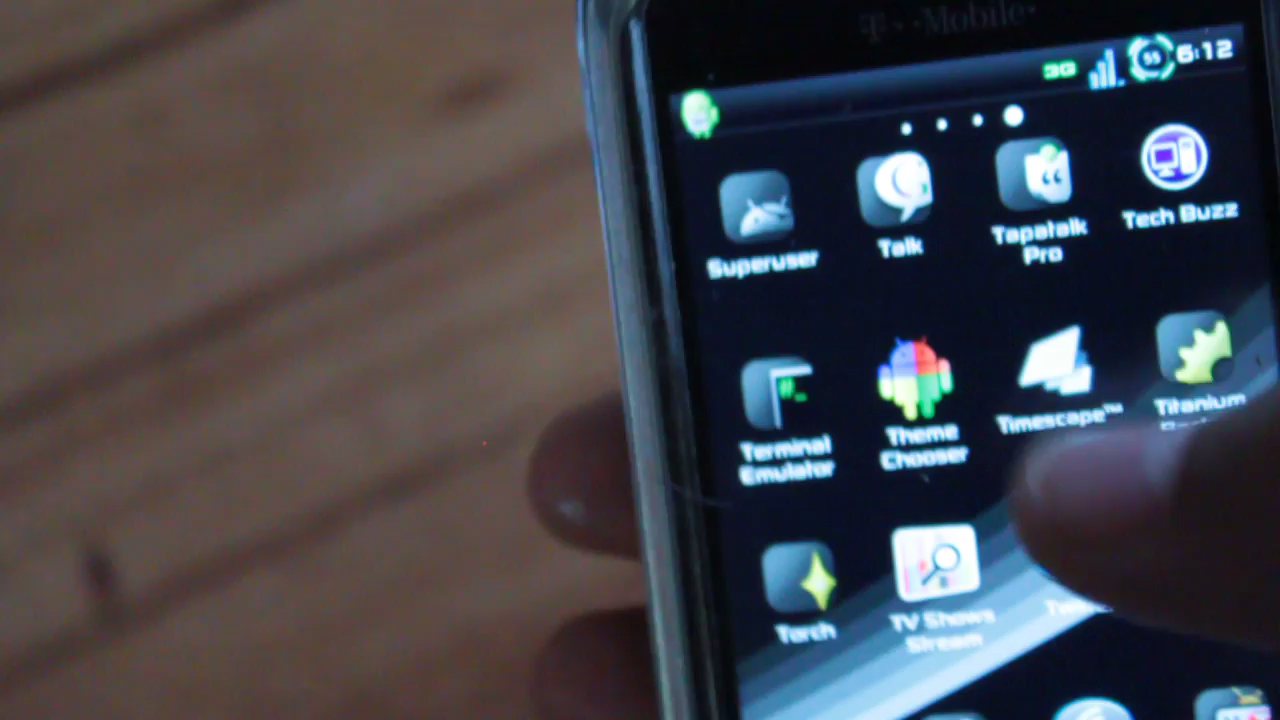 T··Mobile·
3G
55
6:12
Superuser
Talk
Tapatalk
Pro
Tech Buzz
Terminal
Emulator
Theme
Chooser
Timescape™
Titanium
Torch
TV Shows
Stream